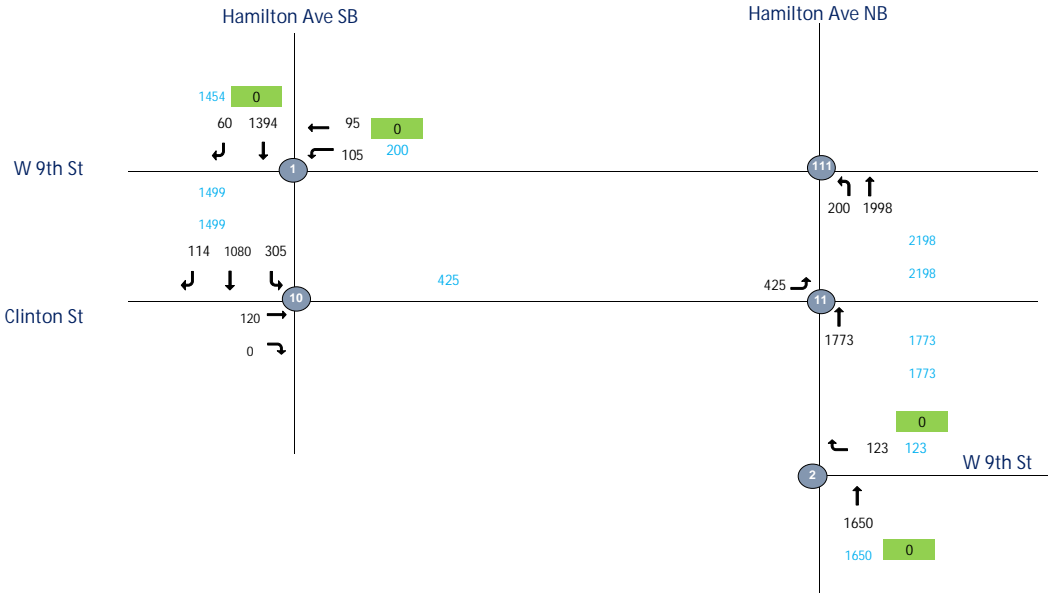 Hamilton Ave SB
Hamilton Ave NB
1454 0
60 1394 95 0
105 200
W 9th St
1 111
1499 200 1998
1499 2198
114 1080 305 2198
425 425
10 11
Clinton St
120
0 1773 1773
1773
0
123 123
W 9th St
2
1650
1650 0